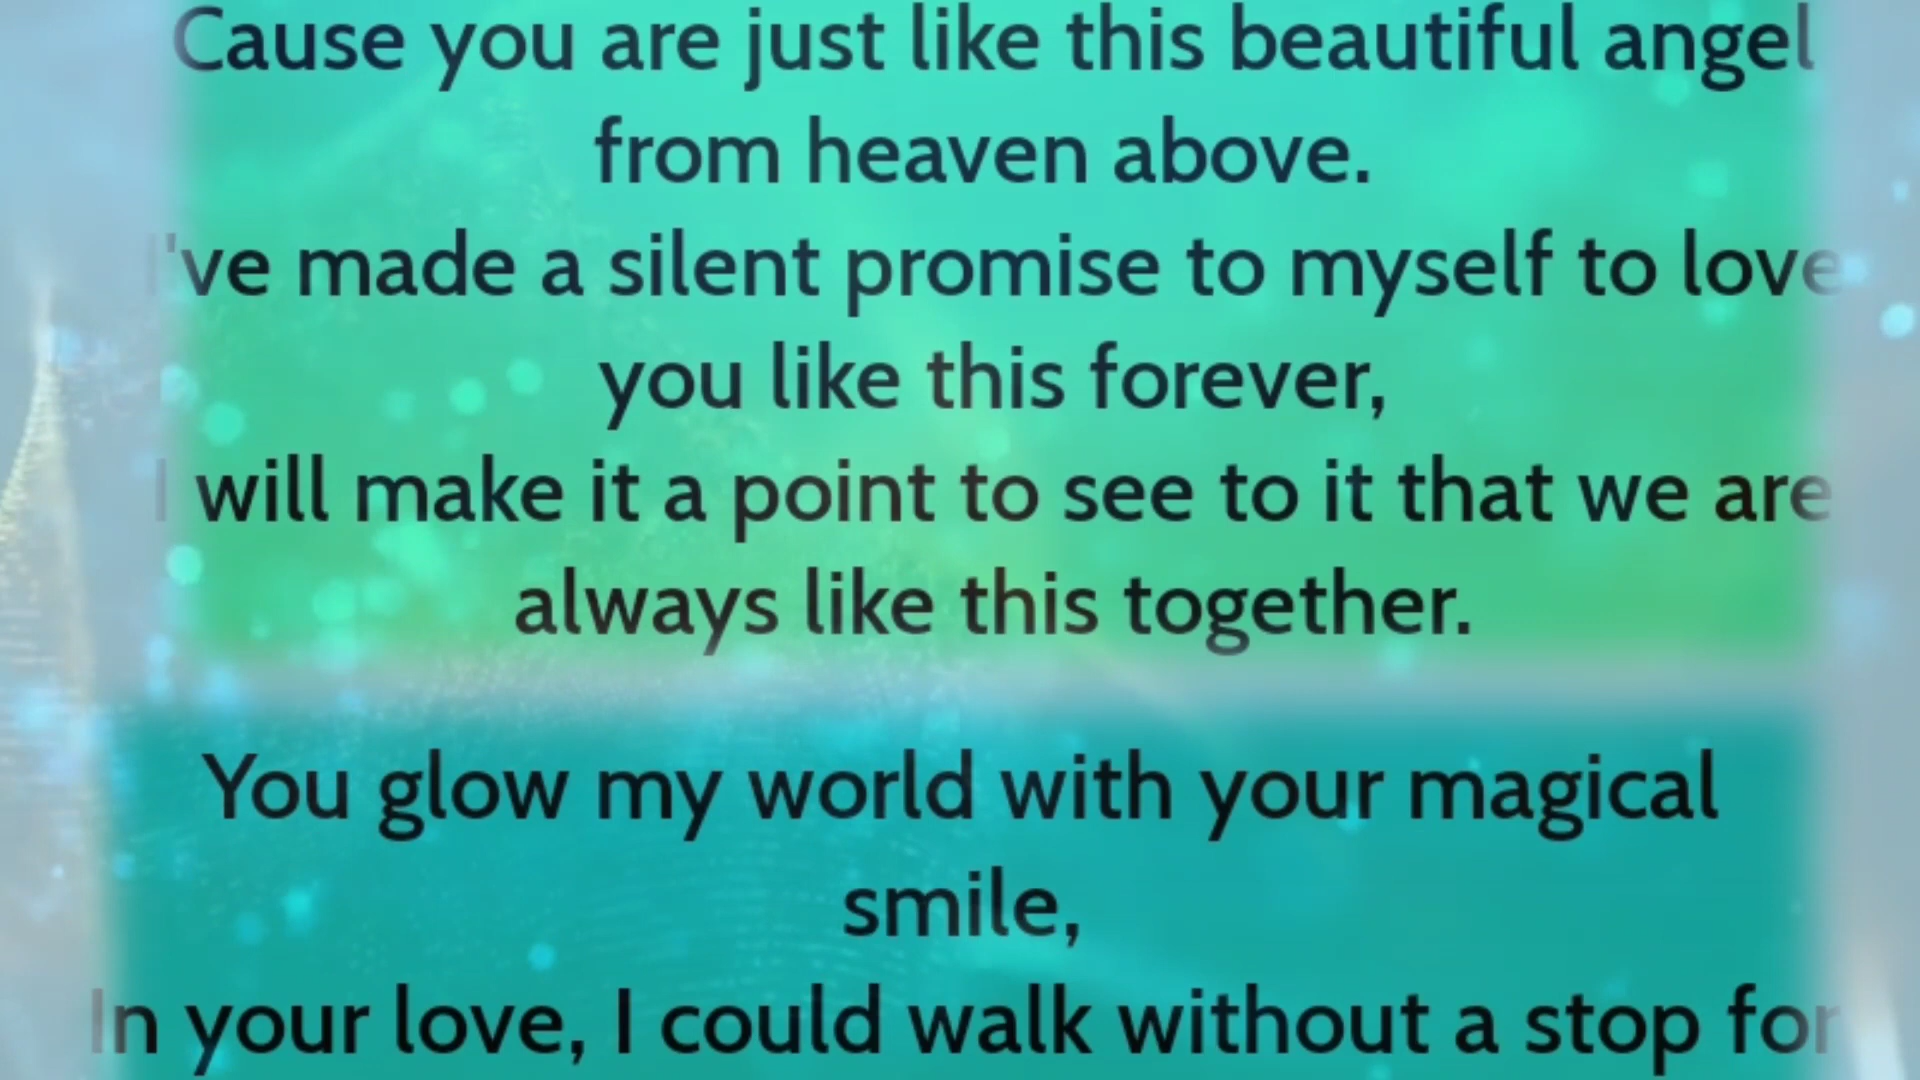 Cause you are just like this beautiful angel
from heaven above.
I've made a silent promise to myself to love
you like this forever,
I will make it a point to see to it that we are
always like this together.
You glow my world with your magical
smile,
In your love, I could walk without a stop for